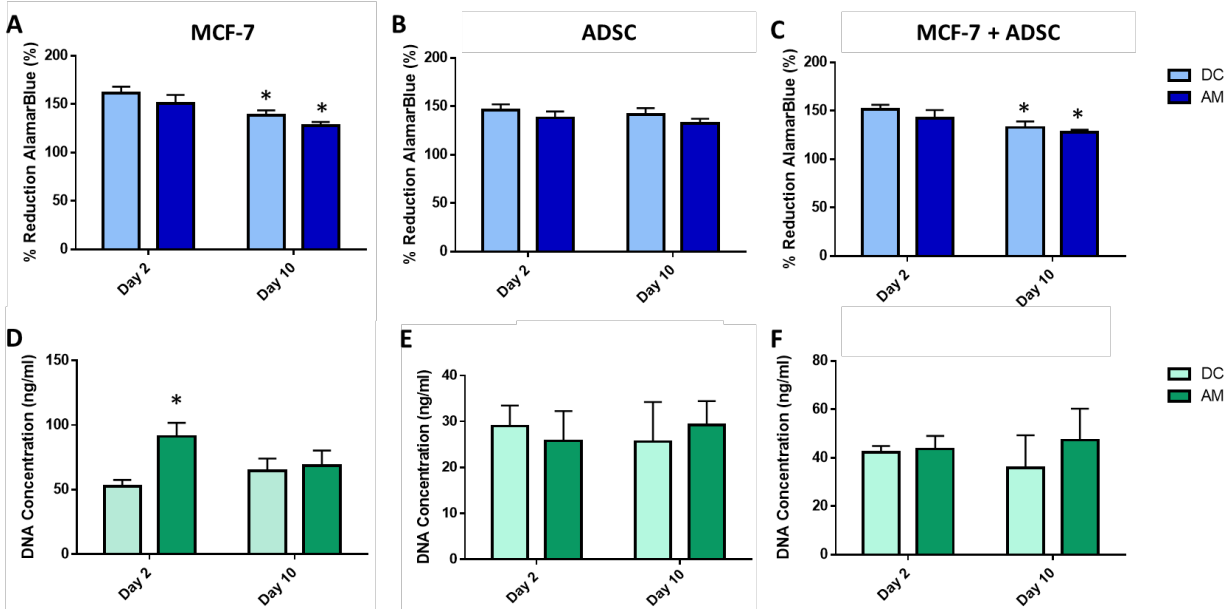 A
MCF-7
% Reduction AlamarBlue (%)
200
150
100
50
0
*
*
Day 2
Day 10
B
ADSC
% Reduction AlamarBlue (%)
200
150
100
50
0
Day 2
Day 10
C
MCF-7 + ADSC
% Reduction AlamarBlue (%)
200
150
100
50
0
*
*
Day 2
Day 10
DC
AM
D
DNA Concentration (ng/ml)
150
100
50
0
*
Day 2
Day 10
E
DNA Concentration (ng/ml)
40
30
20
10
0
Day 2
Day 10
F
DNA Concentration (ng/ml)
80
60
40
20
0
Day 2
Day 10
DC
AM